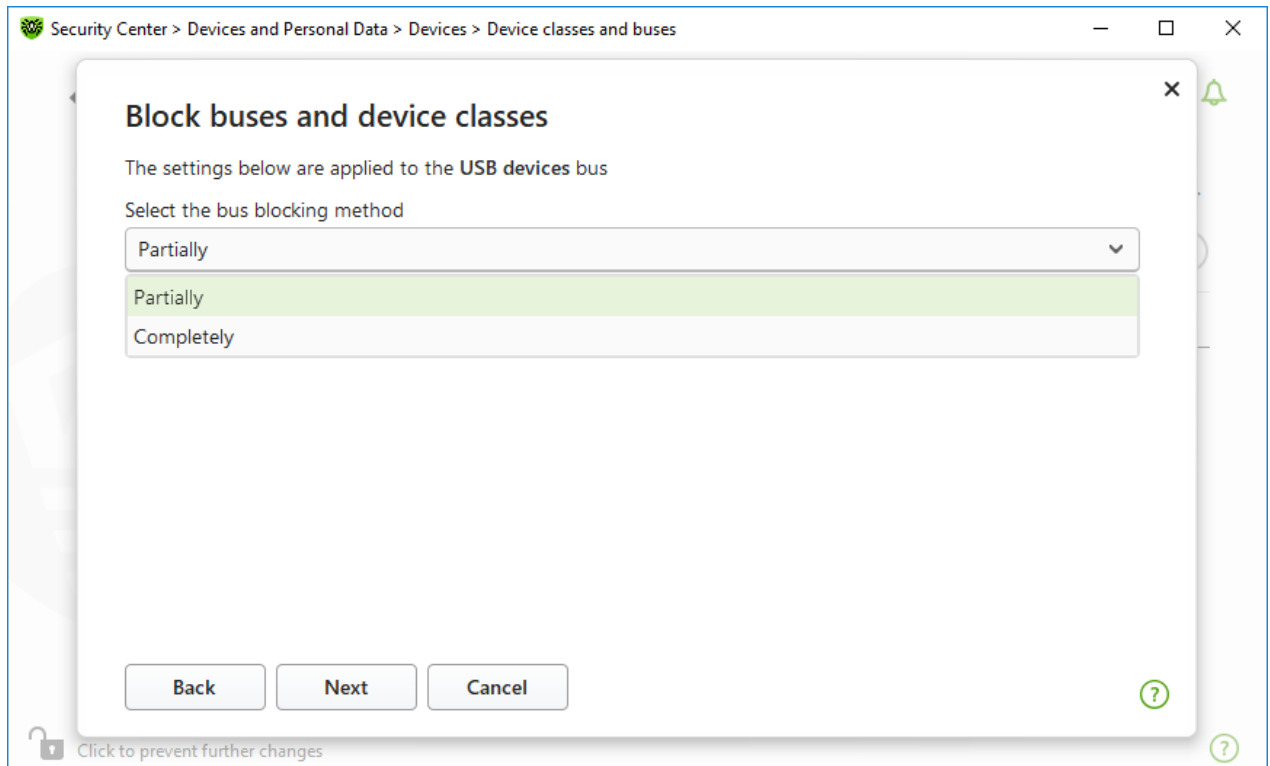 Security Center > Devices and Personal Data > Devices > Device classes and buses
Block buses and device classes
The settings below are applied to the USB devices bus
Select the bus blocking method
Partially
Partially
Completely
Back Next Cancel
?
Click to prevent further changes
?